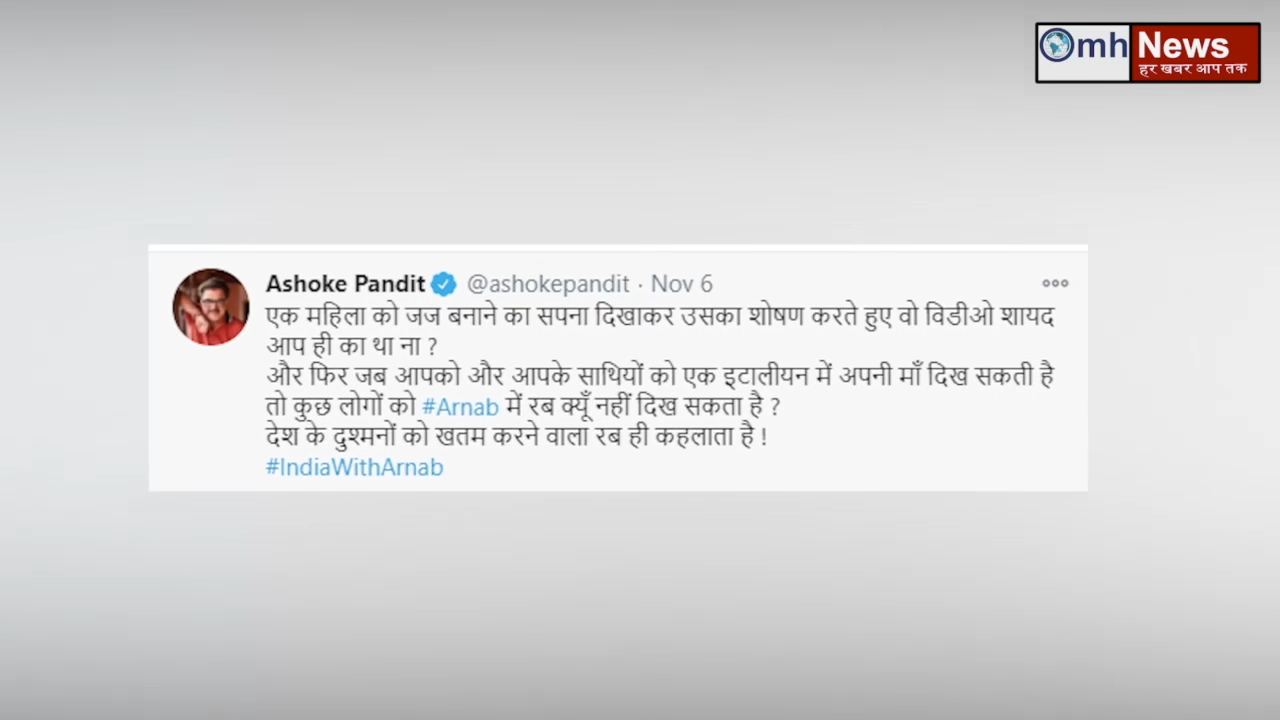 Omh News
हर खबर आप तक
Ashoke Pandit @ashokepandit · Nov 6
एक महिला को जज बनाने का सपना दिखाकर उसका शोषण करते हुए वो विडीओ शायद
आप ही का था ना ?
और फिर जब आपको और आपके साथियों को एक इटालीयन में अपनी माँ दिख सकती है
तो कुछ लोगों को #Arnab में रब क्यूँ नहीं दिख सकता है ?
देश के दुश्मनों को खतम करने वाला रब ही कहलाता है !
#IndiaWithArnab